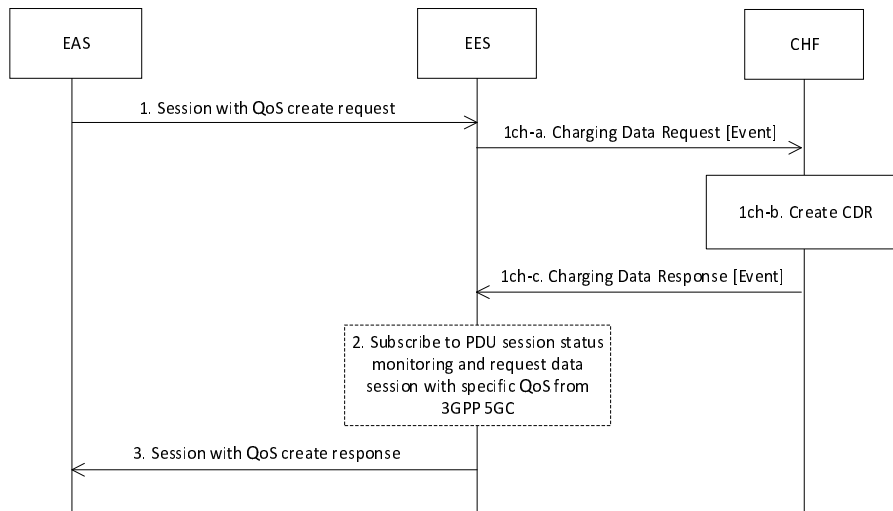 EAS
EES
CHF
1. Session with QoS create request
1ch-a. Charging Data Request [Event]
1ch-b. Create CDR
1ch-c. Charging Data Response [Event]
2. Subscribe to PDU session status
monitoring and request data
session with specific QoS from
3GPP 5GC
3. Session with QoS create response